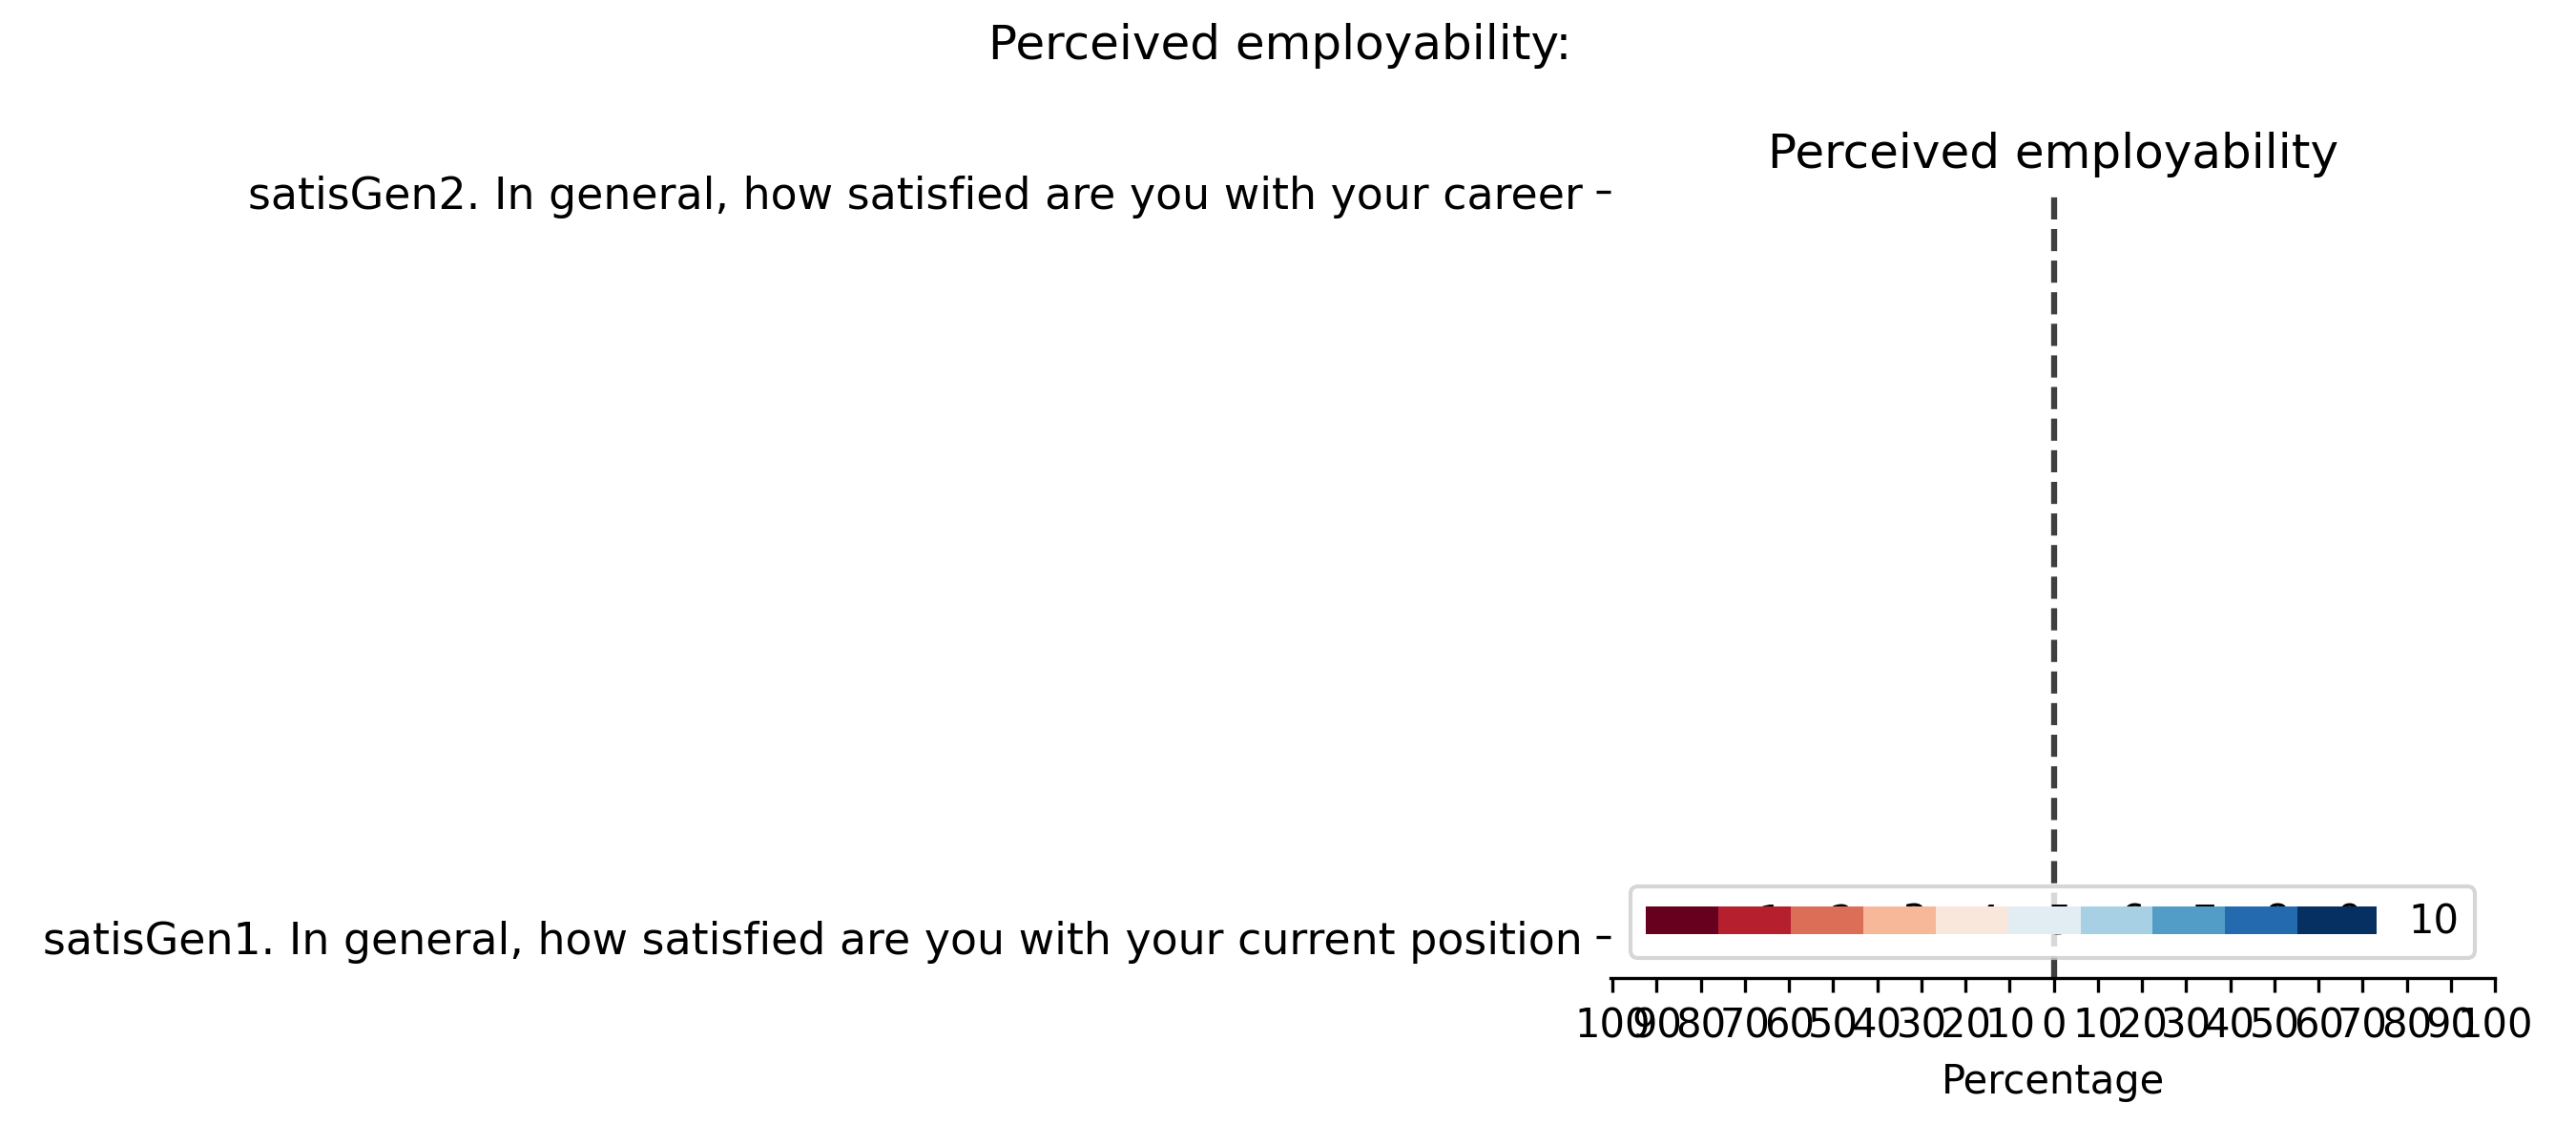 Perceived employability:
Perceived employability
satisGen2. In general, how satisfied are you with your career
satisGen1. In general, how satisfied are you with your current position
10
100 90 80 70 60 50 40 30 20 10 0 10 20 30 40 50 60 70 80 90 100
Percentage